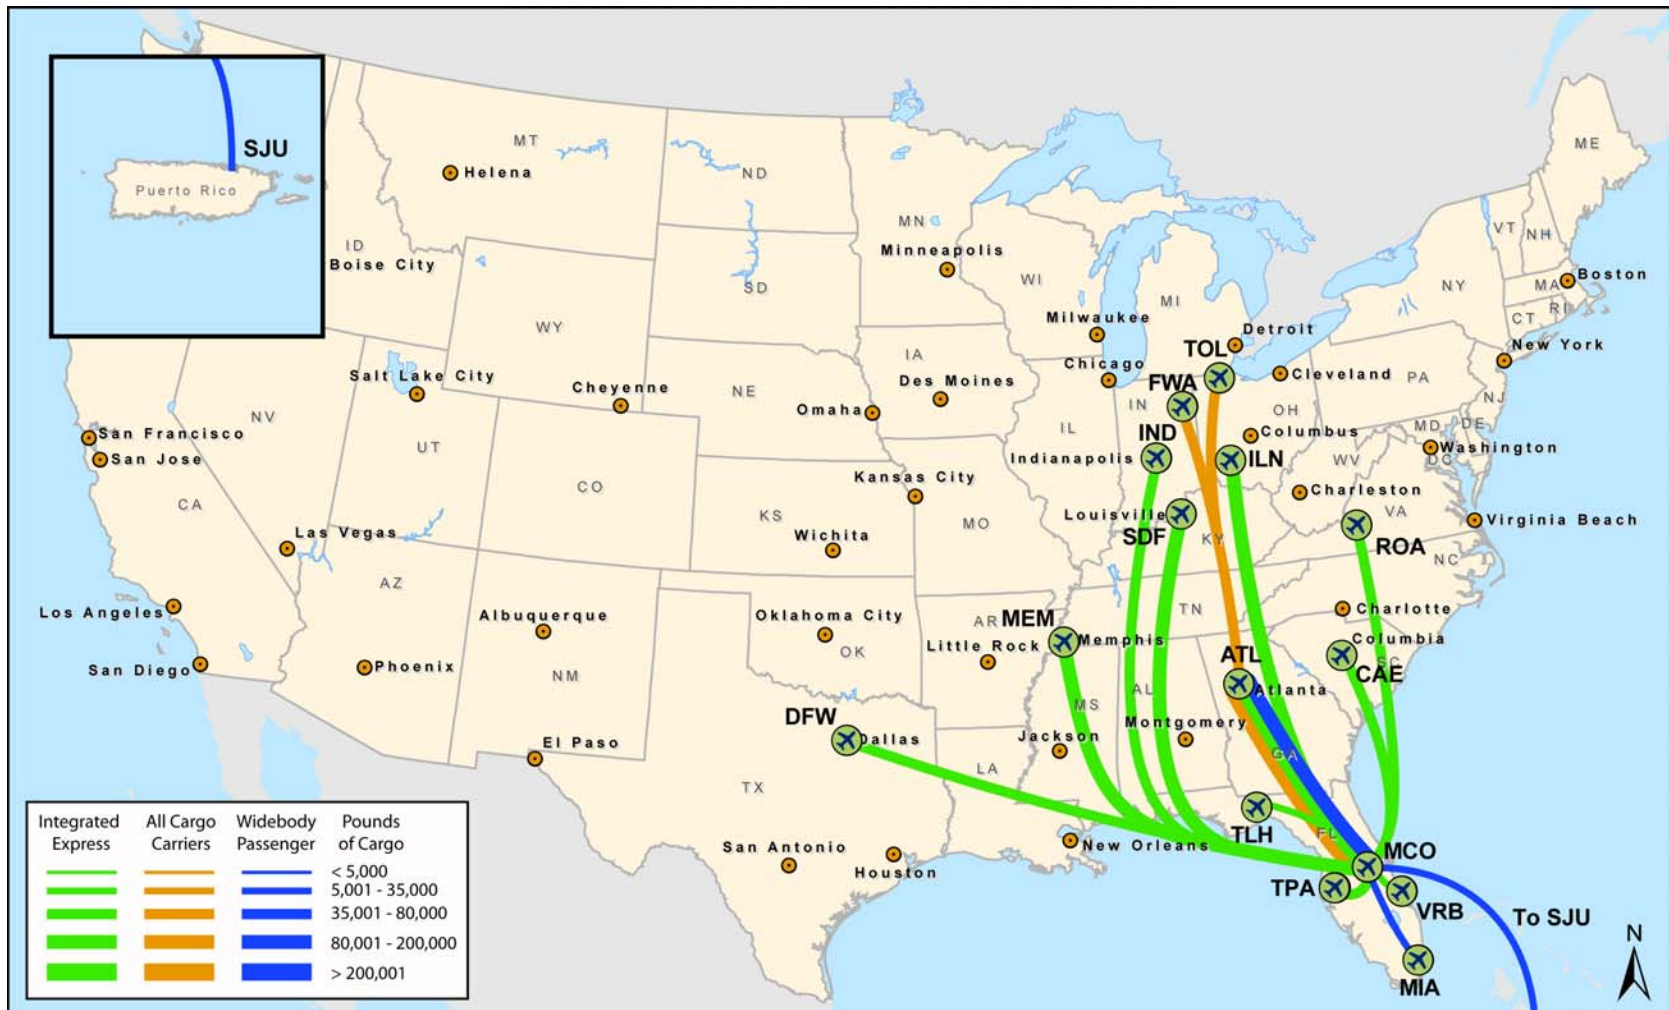 SJU
Puerto Rico
MT
Helena
ND
ID
Boise City
MN
Minneapolis
SD
WY
WI
MI
Milwaukee
Detroit
TOL
Chicago
FWA
Cleveland
ME
VT
NH
NY
MA
Boston
RI
CT
New York
PA
NJ
IA
Des Moines
Salt Lake City
Cheyenne
NE
Omaha
NV
San Francisco
San Jose
UT
CA
CO
IL
IN
IND
Indianapolis
OH
Columbus
ILN
MD
DE
Washington
DC
WV
Charleston
VA
Virginia Beach
ROA
Kansas City
KS
Wichita
MO
Louisville
SDF
KY
Las Vegas
Los Angeles
San Diego
AZ
Phoenix
Albuquerque
NM
Oklahoma City
OK
AR
Little Rock
MEM
Memphis
TN
NC
Charlotte
Columbia
SC
CAE
ATL
Atlanta
MS
AL
Montgomery
GA
Jackson
LA
DFW
Dallas
El Paso
TX
San Antonio
Houston
New Orleans
TLH
FL
MCO
TPA
VRB
MIA
To SJU
N
Integrated Express
All Cargo Carriers
Widebody Passenger
Pounds of Cargo
< 5,000
5,001 - 35,000
35,001 - 80,000
80,001 - 200,000
> 200,001